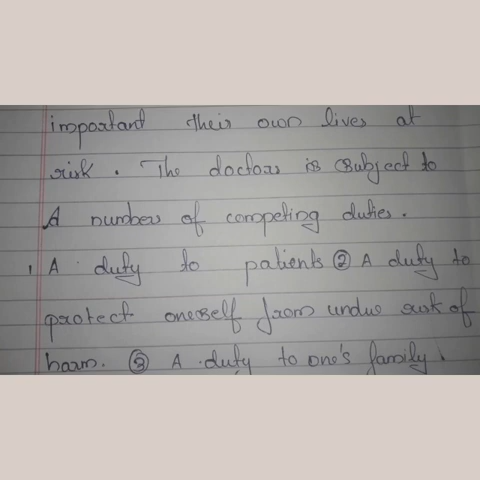 important their own lives at
risk. The doctors is subject to
A number of competing duties.
1 A duty to patients ② A duty to
protect oneself from undue risk of
harm. ③ A duty to one's family.